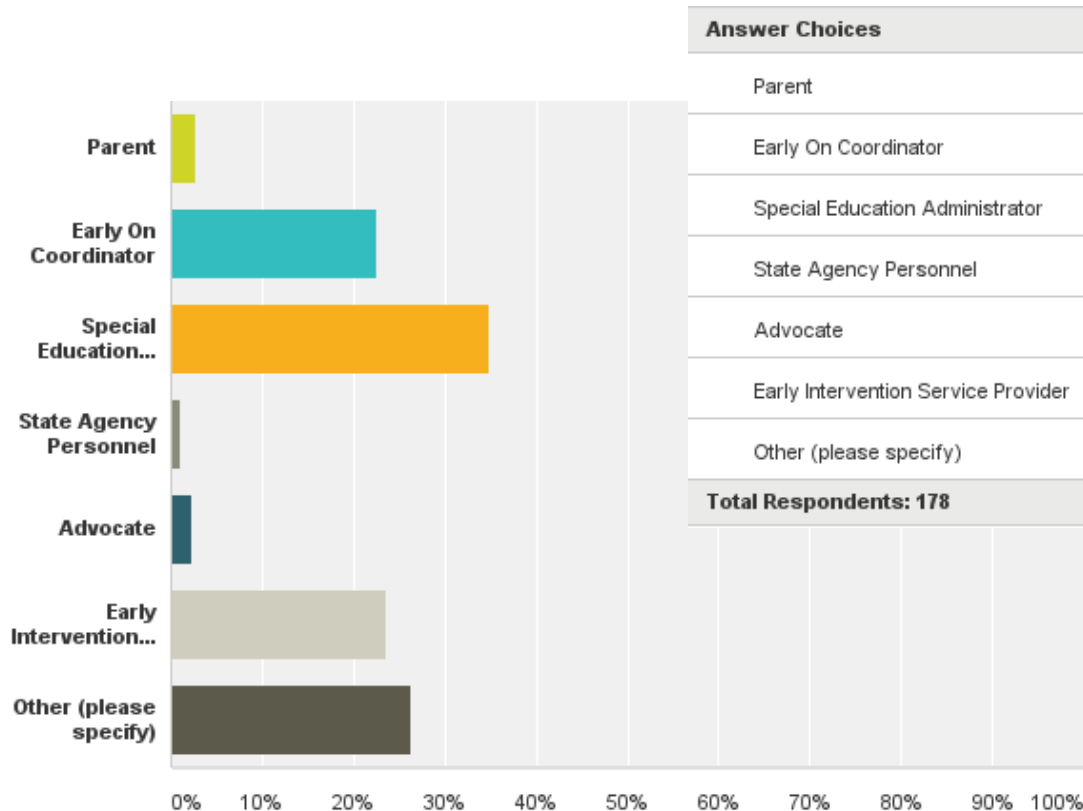 Answer Choices
Parent
Early On Coordinator
Special Education Administrator
State Agency Personnel
Advocate
Early Intervention Service Provider
Other (please specify)
Total Respondents: 178
Parent
Early On
Coordinator
Special
Education...
State Agency
Personnel
Advocate
Early
Intervention...
Other (please
specify)
0% 10% 20% 30% 40% 50% 60% 70% 80% 90% 100%